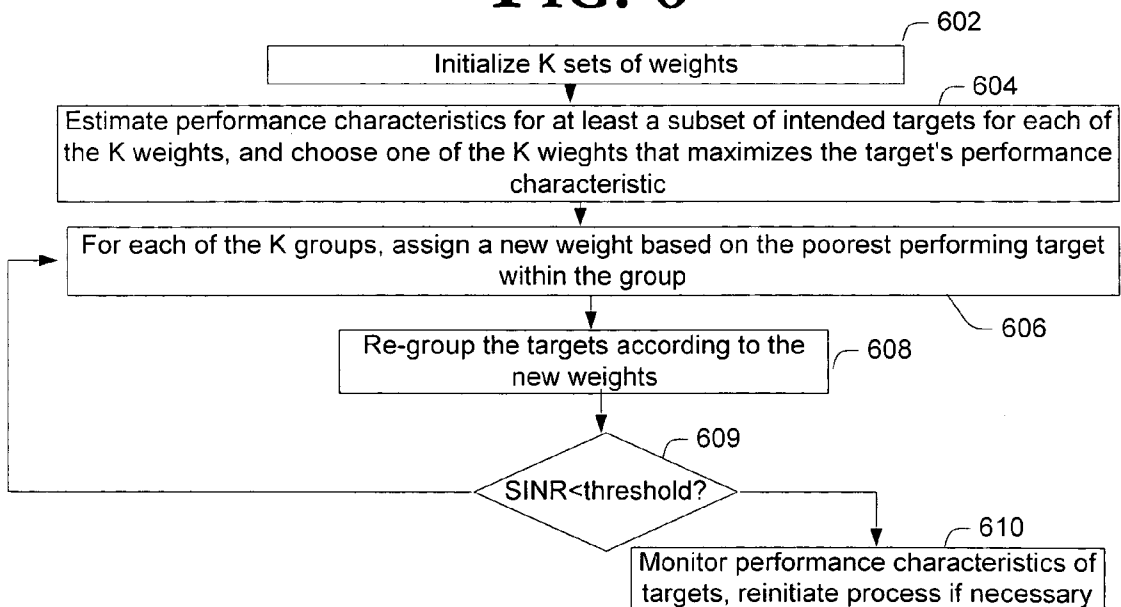 FIG. 6
602
Initialize K sets of weights
604
Estimate performance characteristics for at least a subset of intended targets for each of
the K weights, and choose one of the K wieghts that maximizes the target's performance
characteristic
For each of the K groups, assign a new weight based on the poorest performing target
within the group
606
Re-group the targets according to the
new weights
608
609
SINR<threshold?
610
Monitor performance characteristics of
targets, reinitiate process if necessary